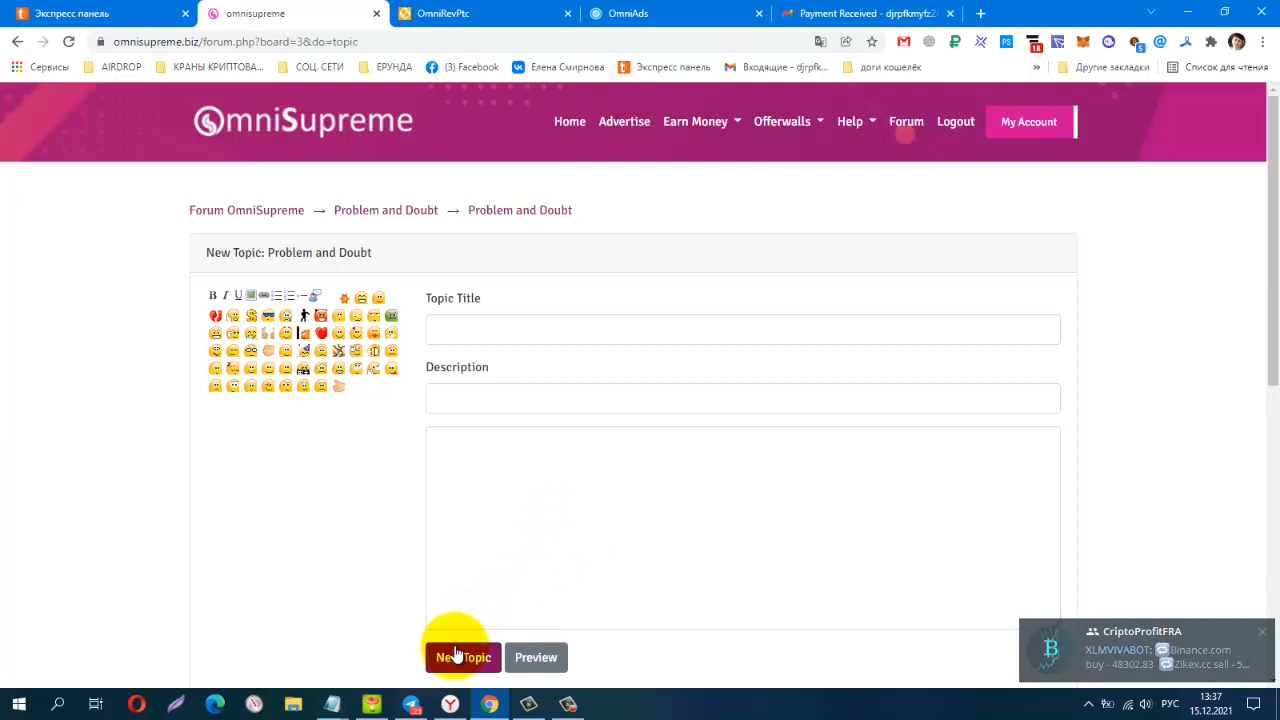 Экспресс панель
omnisupreme
OmniRevPtc
OmniAds
Payment Received - djrpfkmyfz2
omnisupreme.biz/forum.php?board=3&do=topic
18
5
Сервисы
AIRDROP
КРАНЫ КРИПТОВА...
СОЦ. СЕТИ
ЕРУНДА
(3) Facebook
Елена Смирнова
Экспресс панель
Входящие - djrpfk...
доги кошелёк
»
Другие закладки
Список для чтения
OmniSupreme
Home
Advertise
Earn Money
Offerwalls
Help
Forum
Logout
My Account
Forum OmniSupreme → Problem and Doubt → Problem and Doubt
New Topic: Problem and Doubt
B I U
Topic Title
Description
New Topic
Preview
CriptoProfitFRA
XLMVIVABOT: Binance.com
buy - 48302.83 Zikex.cc sell - 5...
25
РУС
13:37
15.12.2021